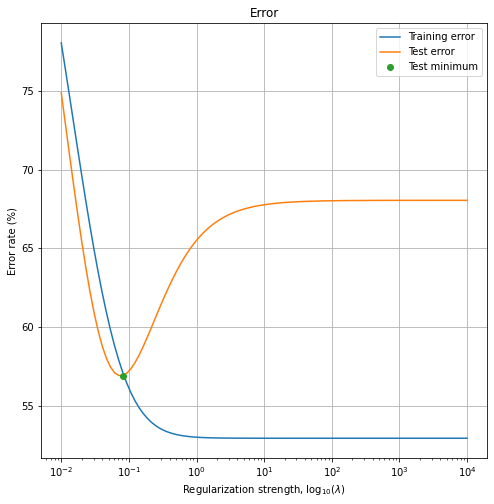 Error
Training error
Test error
Test minimum
Error rate (%)
75
70
65
60
55
10⁻² 10⁻¹ 10⁰ 10¹ 10² 10³ 10⁴
Regularization strength, log₁₀(λ)